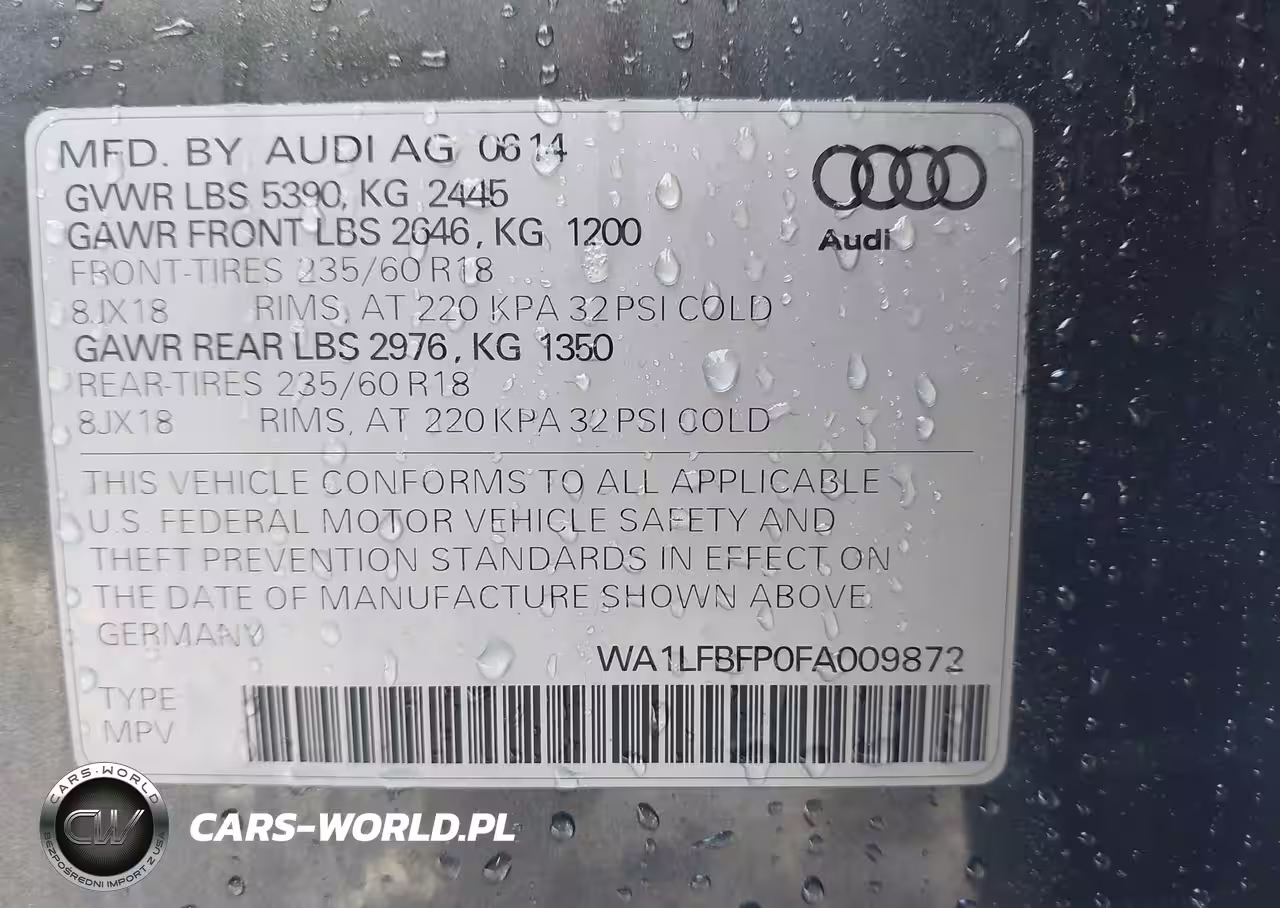 MFD. BY AUDI AG 0614
GVWR LBS 5390, KG 2445
GAWR FRONT LBS 2646, KG 1200
FRONT-TIRES 235/60 R18
8JX18 RIMS, AT 220 KPA 32 PSI COLD
GAWR REAR LBS 2976, KG 1350
REAR-TIRES 235/60 R18
8JX18 RIMS, AT 220 KPA 32 PSI COLD
Audi
THIS VEHICLE CONFORMS TO ALL APPLICABLE
U.S. FEDERAL MOTOR VEHICLE SAFETY AND
THEFT PREVENTION STANDARDS IN EFFECT ON
THE DATE OF MANUFACTURE SHOWN ABOVE.
GERMANY
WA1LFBFP0FA009872
TYPE
MPV
CARS-WORLD
CW
BEZPOŚREDNI IMPORT Z USA
CARS-WORLD.PL